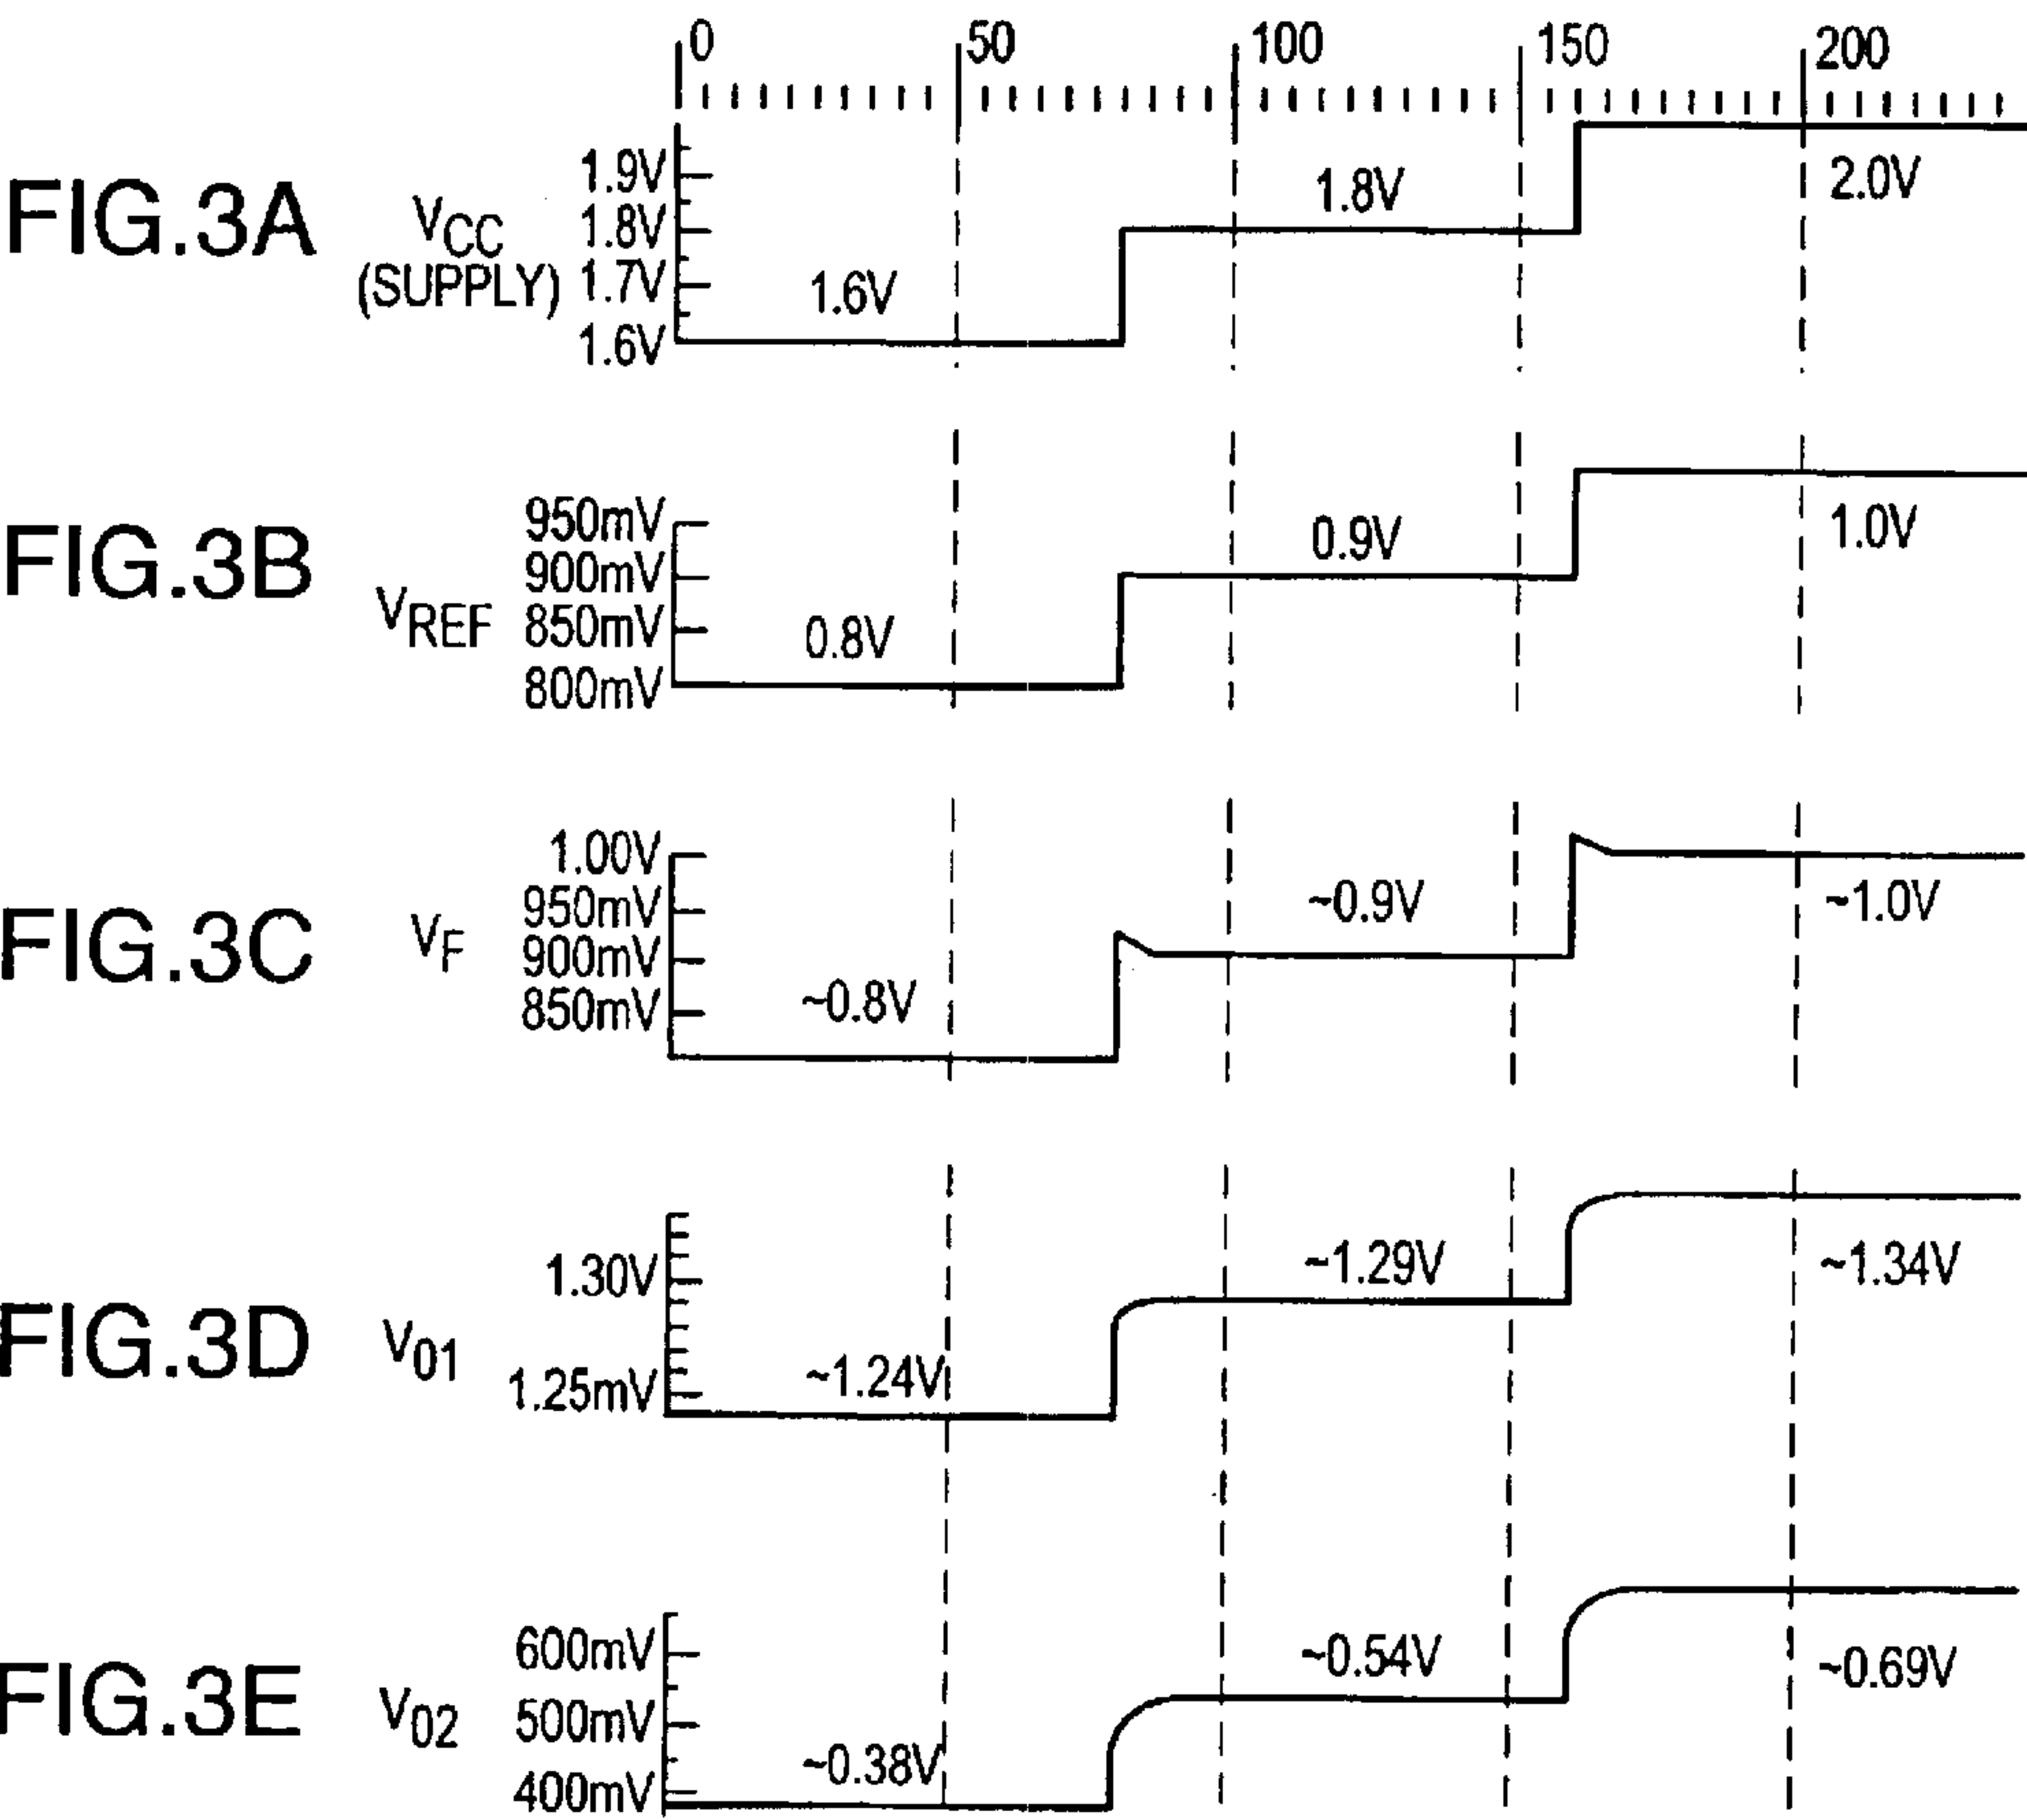 0 50 100 150 200
FIG.3A
VCC
(SUPPLY)
1.9V
1.8V
1.7V
1.6V
1.6V
1.8V
2.0V
FIG.3B
VREF
950mV
900mV
850mV
800mV
0.8V
0.9V
1.0V
FIG.3C
VF
1.00V
950mV
900mV
850mV
~0.8V
~0.9V
~1.0V
FIG.3D
V01
1.30V
1.25mV
~1.24V
~1.29V
~1.34V
FIG.3E
V02
600mV
500mV
400mV
~0.38V
~0.54V
~0.69V